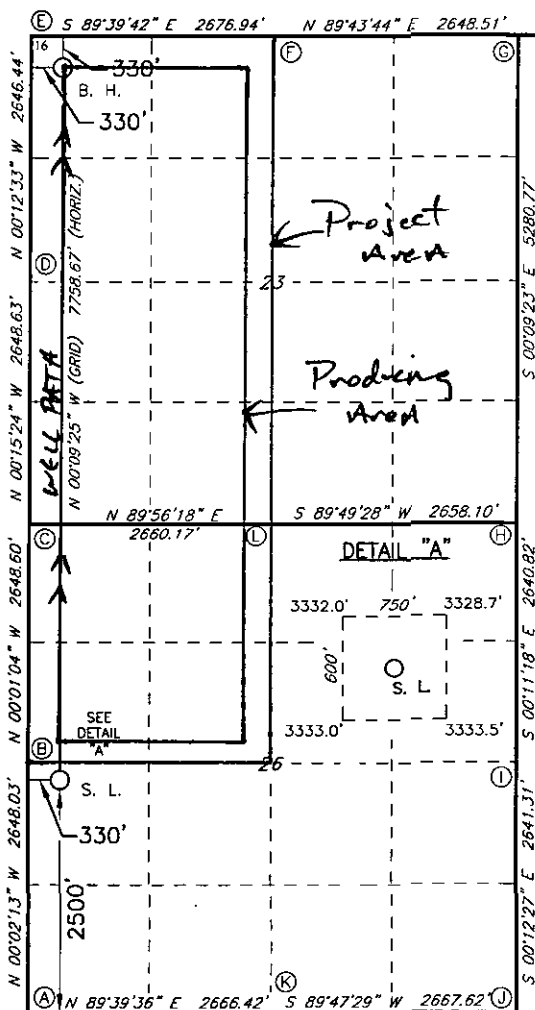 Ⓔ S 89°39'42" E 2676.94' N 89°43'44" E 2648.51'
16
330'
Ⓕ
Ⓖ
B. H.
330'
N 00°12'33" W 2646.44'
Project
Area
S 00°09'23" E 5280.77'
Ⓓ
23
N 00°09'25" W (GRID) 7758.67' (HORIZ.)
WELL PATH
N 00°15'24" W 2648.63'
Producing
Area
N 89°56'18" E
2660.17'
S 89°49'28" W 2658.10'
Ⓒ
Ⓛ
Ⓗ
DETAIL "A"
3332.0' 750' 3328.7'
600'
S. L.
3333.0' 3333.5'
N 00°01'04" W 2648.60'
S 00°11'18" E 2640.82'
SEE
DETAIL
"A"
Ⓑ
26
Ⓘ
S. L.
330'
N 00°02'13" W 2648.03'
2500'
S 00°12'27" E 2641.31'
Ⓚ
Ⓐ N 89°39'36" E 2666.42' S 89°47'29" W 2667.62' Ⓙ